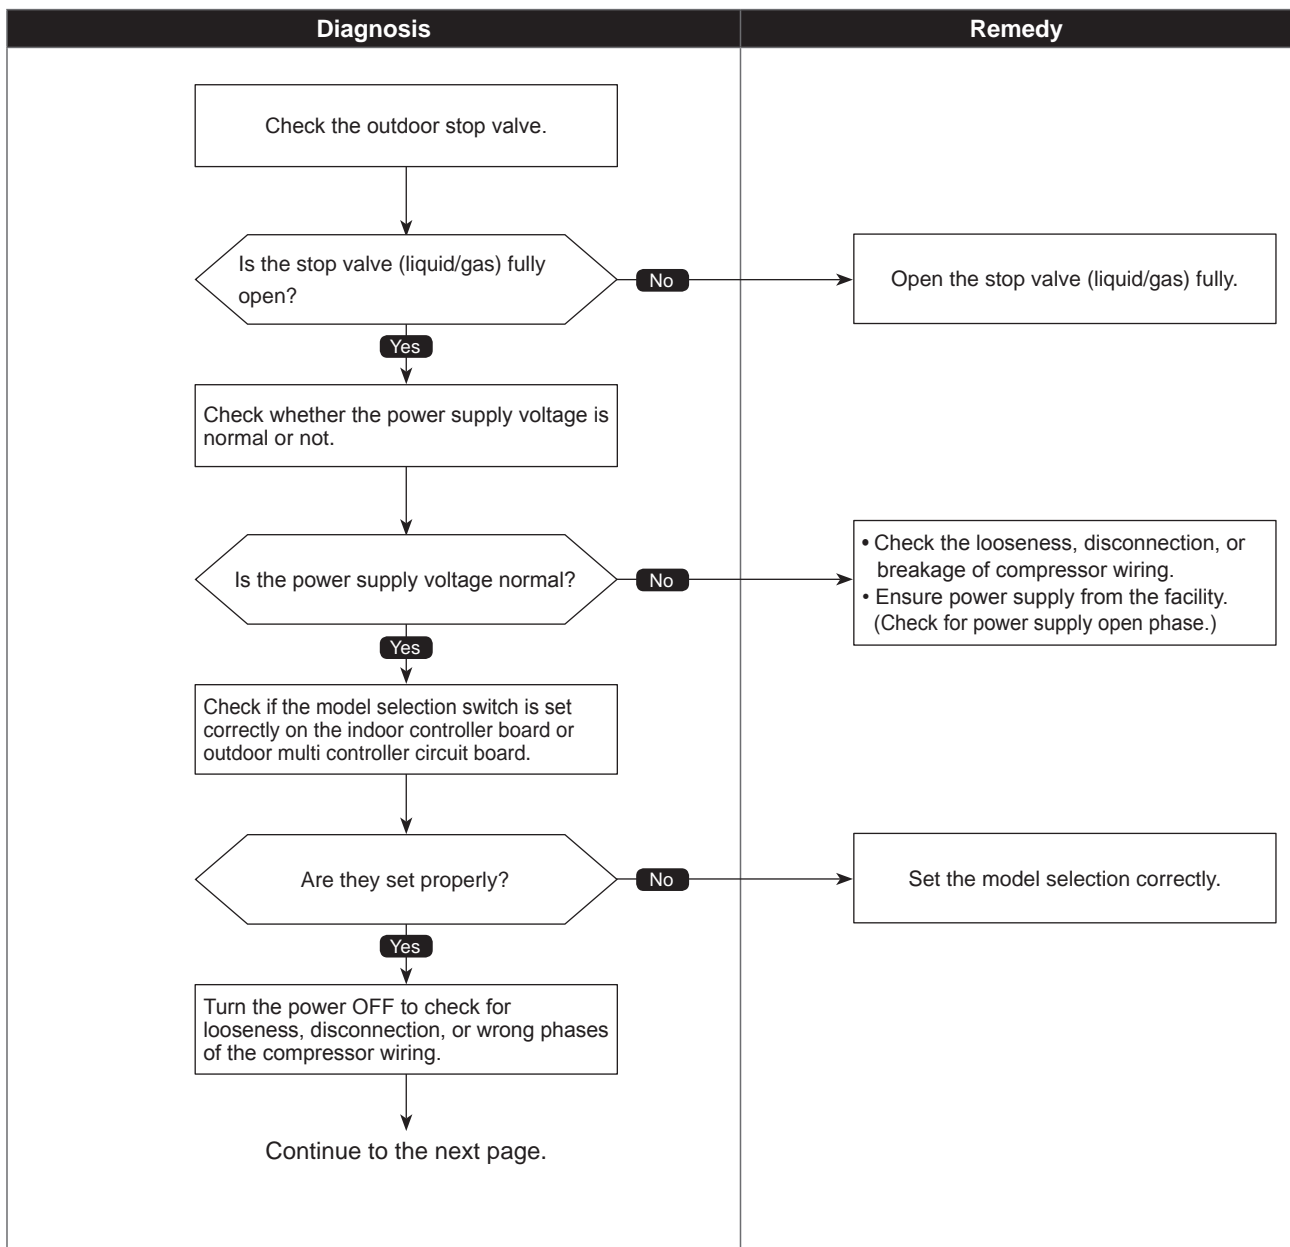 Diagnosis
Remedy
Check the outdoor stop valve.
Is the stop valve (liquid/gas) fully
open?
No
Open the stop valve (liquid/gas) fully.
Yes
Check whether the power supply voltage is
normal or not.
Is the power supply voltage normal?
No
• Check the looseness, disconnection, or
breakage of compressor wiring.
• Ensure power supply from the facility.
(Check for power supply open phase.)
Yes
Check if the model selection switch is set
correctly on the indoor controller board or
outdoor multi controller circuit board.
Are they set properly?
No
Set the model selection correctly.
Yes
Turn the power OFF to check for
looseness, disconnection, or wrong phases
of the compressor wiring.
Continue to the next page.